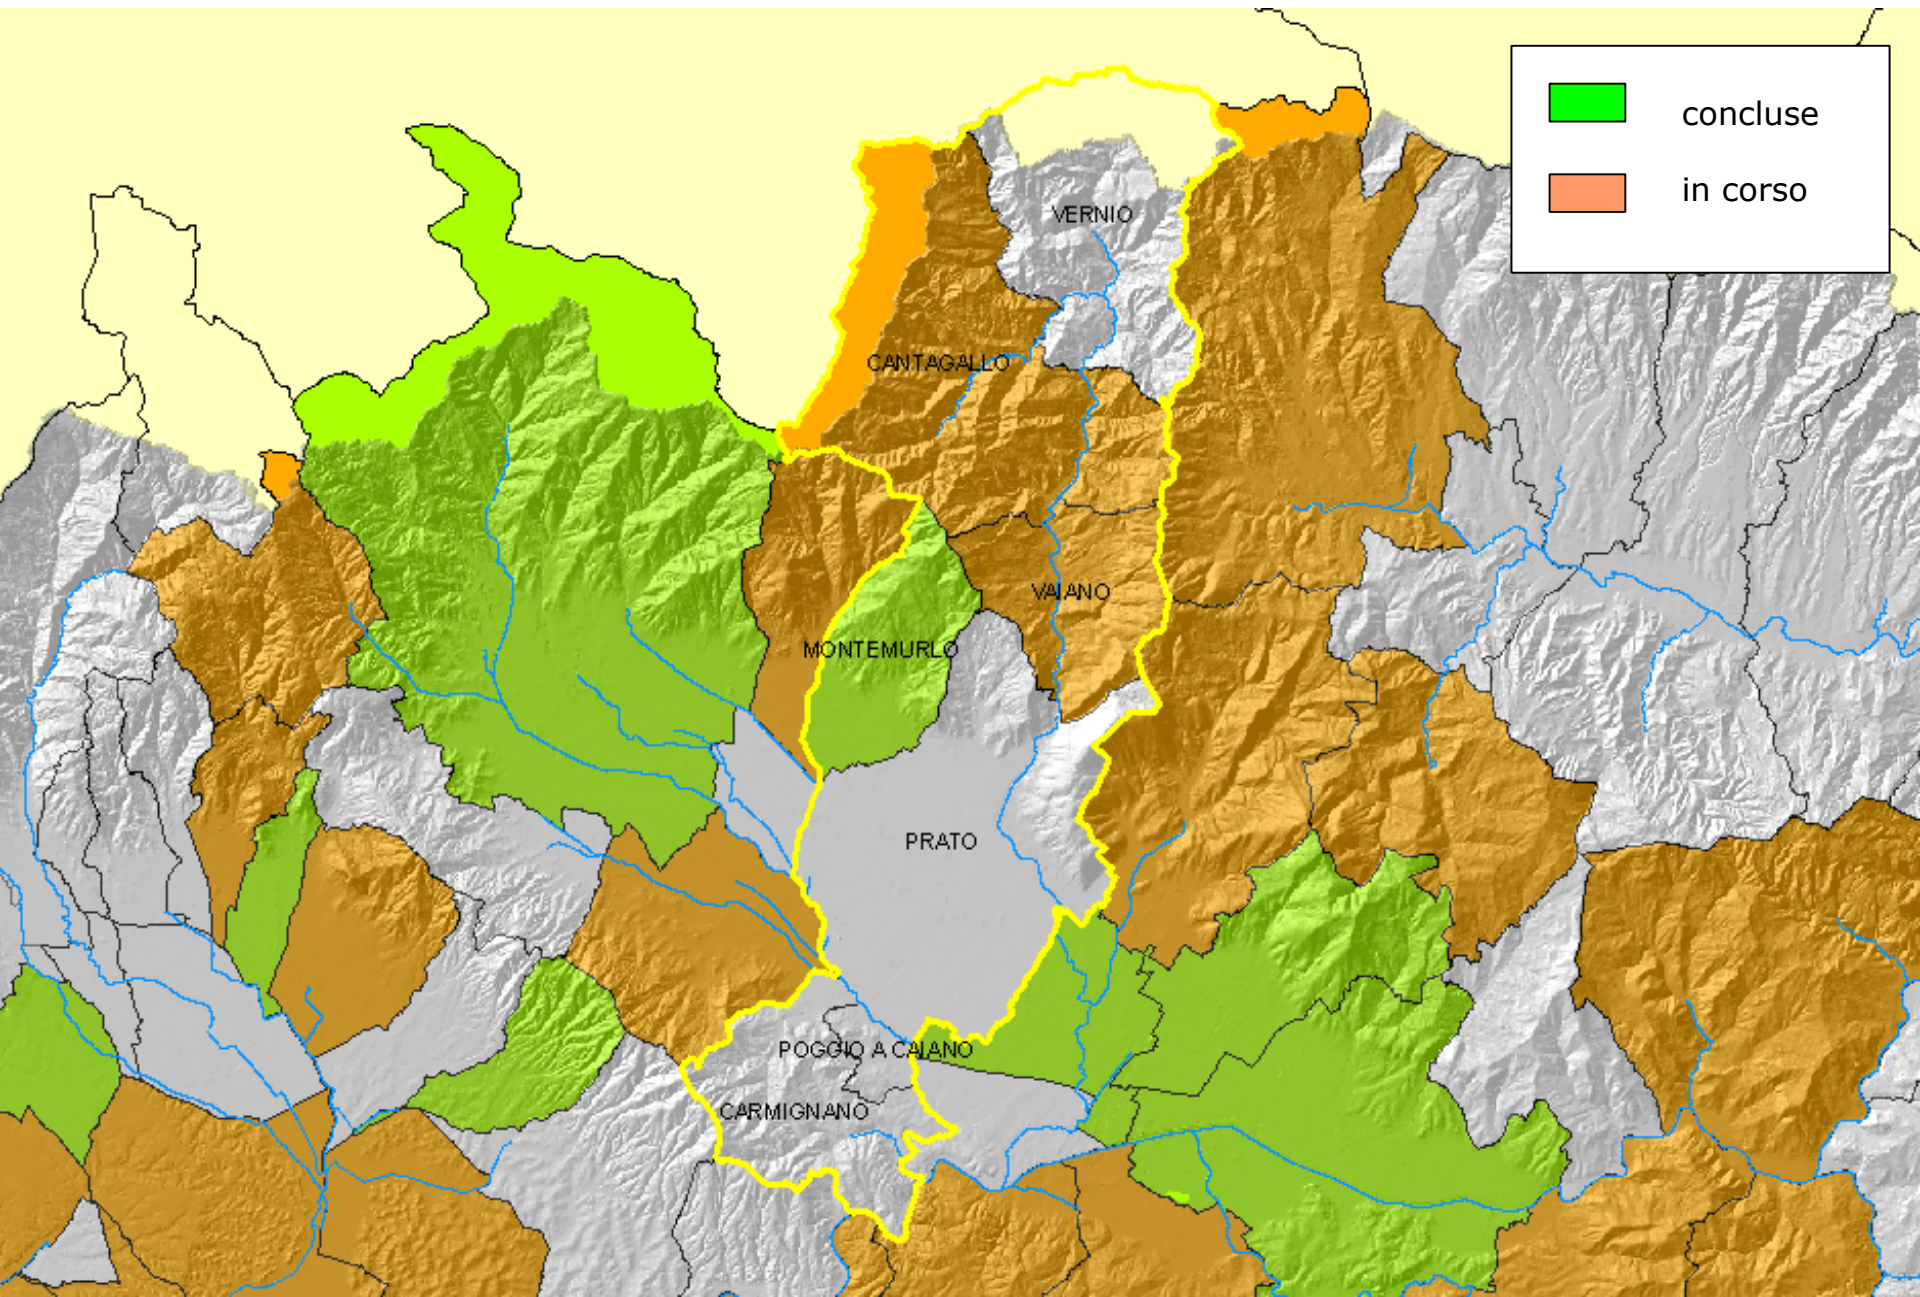 concluse
in corso
VERNIO
CANTAGALLO
VAIANO
MONTEMURLO
PRATO
POGGIO A CAIANO
CARMIGNANO